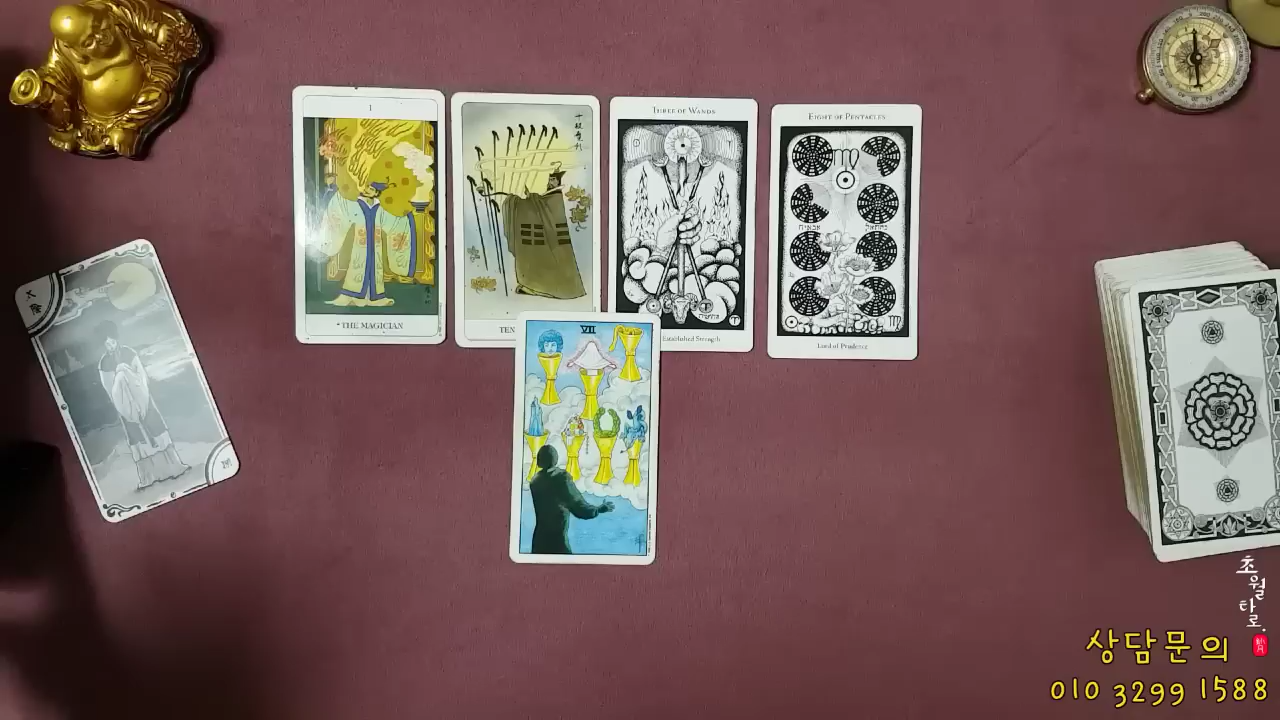 I
THE MAGICIAN
TEN
THREE OF WANDS
Established Strength
EIGHT OF PENTACLES
Lord of Prudence
VII
초월타로.
상담문의
010 3299 1588